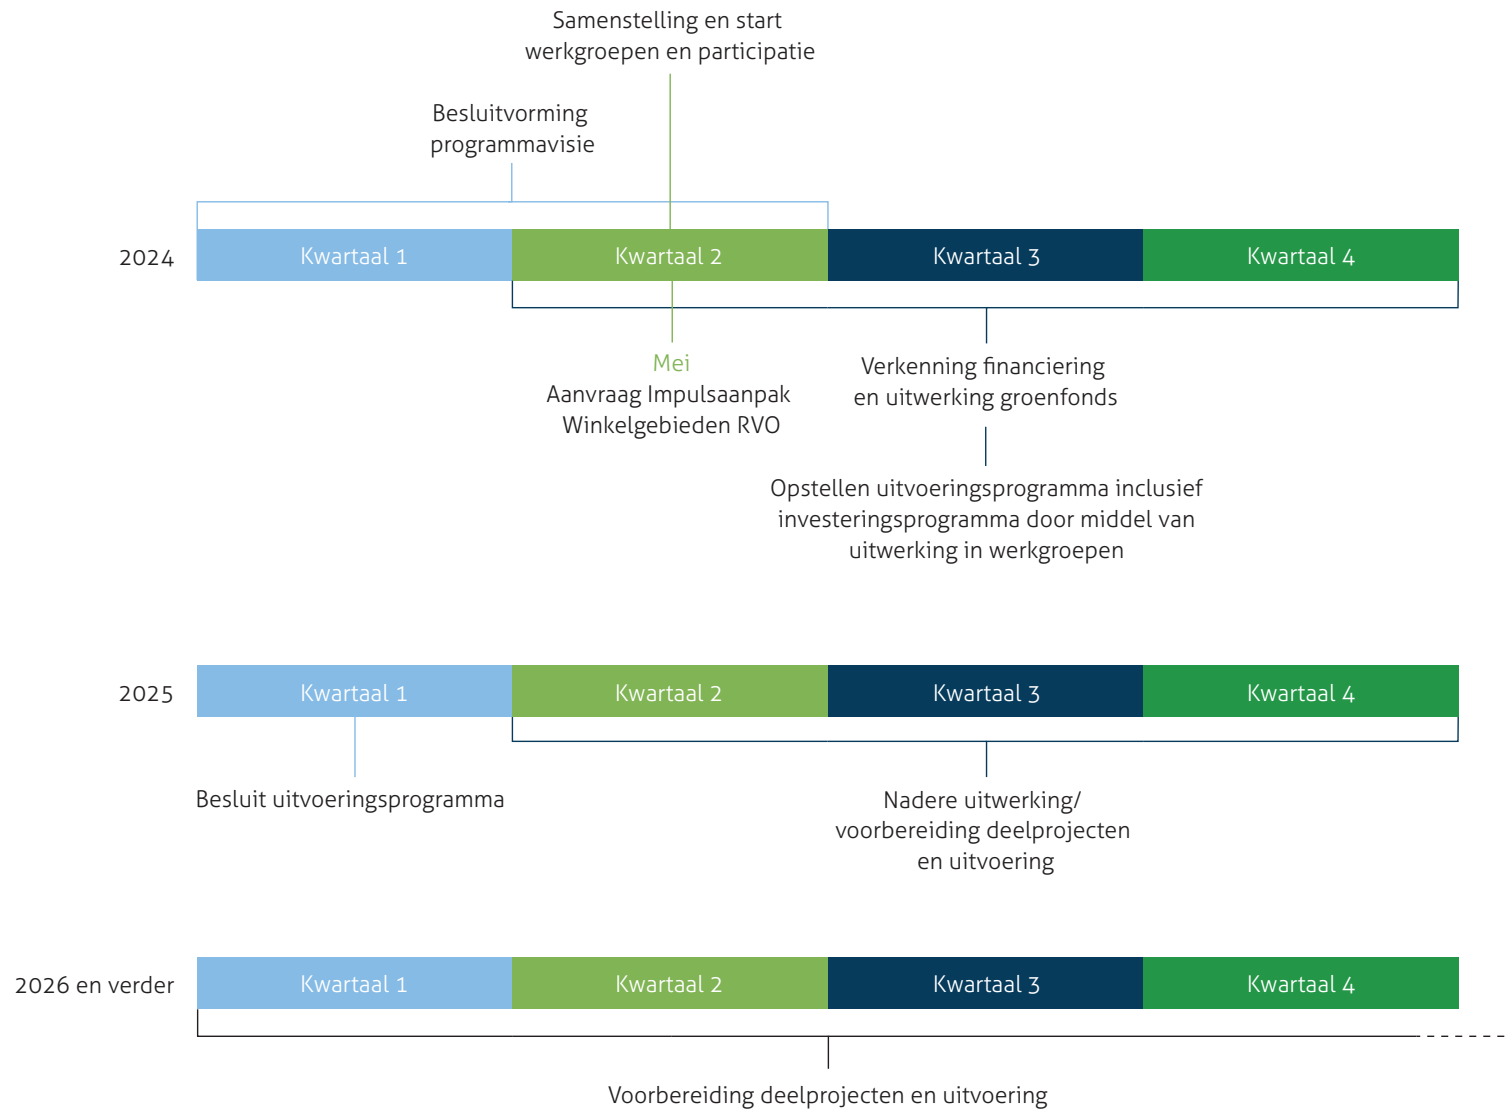 Samenstelling en start
werkgroepen en participatie
Besluitvorming
programmavisie
2024
Kwartaal 1
Kwartaal 2
Kwartaal 3
Kwartaal 4
Mei
Aanvraag Impulsaanpak
Winkelgebieden RVO
Verkenning financiering
en uitwerking groenfonds
Opstellen uitvoeringsprogramma inclusief
investeringsprogramma door middel van
uitwerking in werkgroepen
2025
Kwartaal 1
Kwartaal 2
Kwartaal 3
Kwartaal 4
Besluit uitvoeringsprogramma
Nadere uitwerking/
voorbereiding deelprojecten
en uitvoering
2026 en verder
Kwartaal 1
Kwartaal 2
Kwartaal 3
Kwartaal 4
Voorbereiding deelprojecten en uitvoering